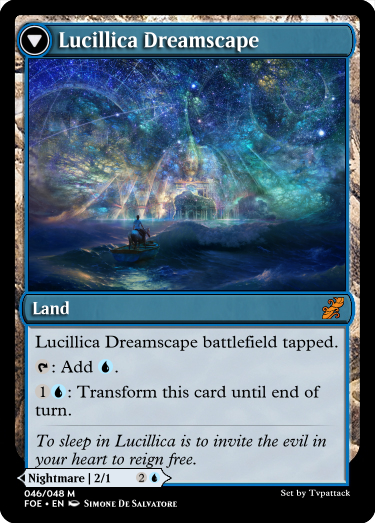 Lucillica Dreamscape
Land
Lucillica Dreamscape battlefield tapped.
: Add .
1 : Transform this card until end of
turn.
To sleep in Lucillica is to invite the evil in
your heart to reign free.
Nightmare | 2/1 2
046/048 M
FOE • EN SIMONE DE SALVATORE
Set by Tvpattack